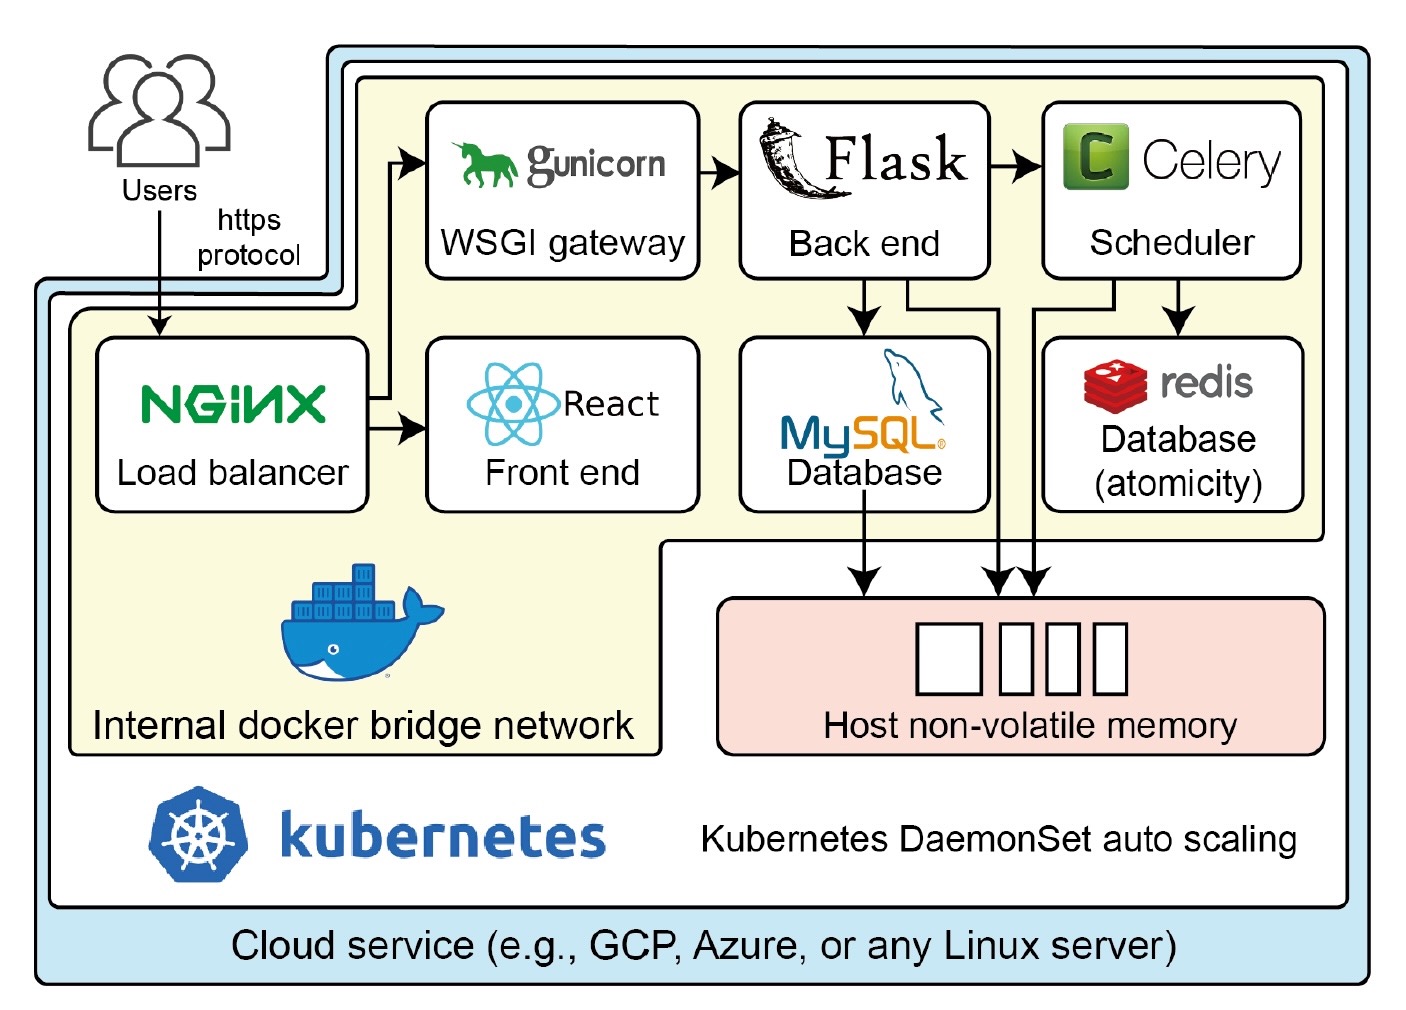 Users
https
protocol
gunicorn
WSGI gateway
Flask
Back end
C Celery
Scheduler
NGINX
Load balancer
React
Front end
MySQL®
Database
redis
Database
(atomicity)
Internal docker bridge network
Host non-volatile memory
kubernetes
Kubernetes DaemonSet auto scaling
Cloud service (e.g., GCP, Azure, or any Linux server)